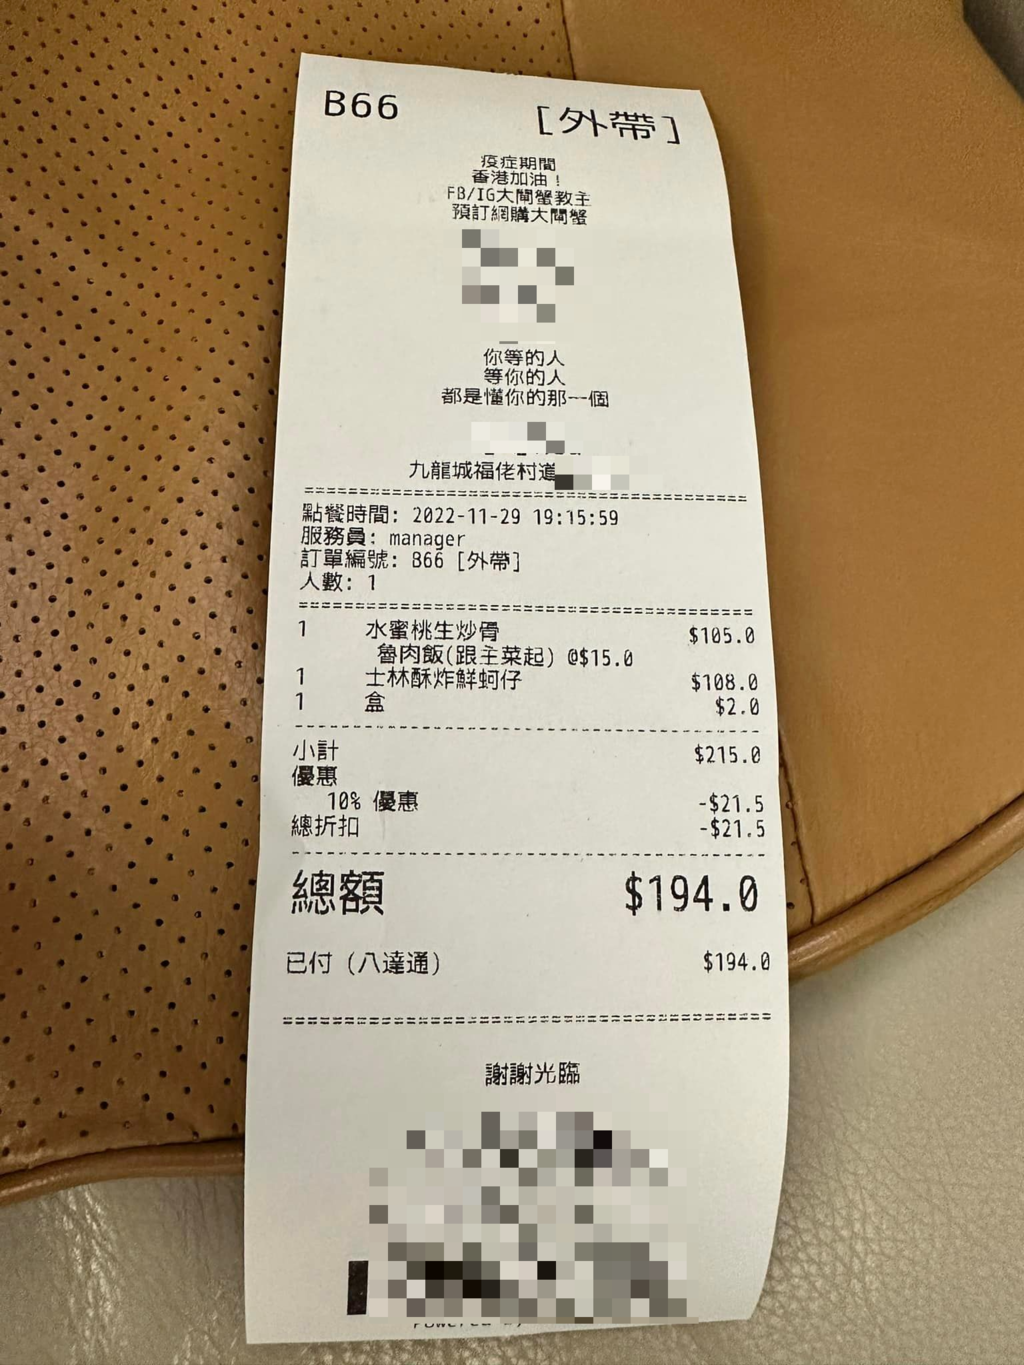 B66 [外帶]
疫症期間
香港加油！
FB/IG大閘蟹教主
預訂網購大閘蟹
你等的人
等你的人
都是懂你的那一個
九龍城福佬村道
點餐時間: 2022-11-29 19:15:59
服務員: manager
訂單編號: B66 [外帶]
人數: 1
1 水蜜桃生炒骨 $105.0
魯肉飯(跟主菜起) @$15.0
1 士林酥炸鮮蚵仔 $108.0
1 盒 $2.0
小計 $215.0
優惠
10% 優惠 -$21.5
總折扣 -$21.5
總額 $194.0
已付 (八達通) $194.0
謝謝光臨
Powered by